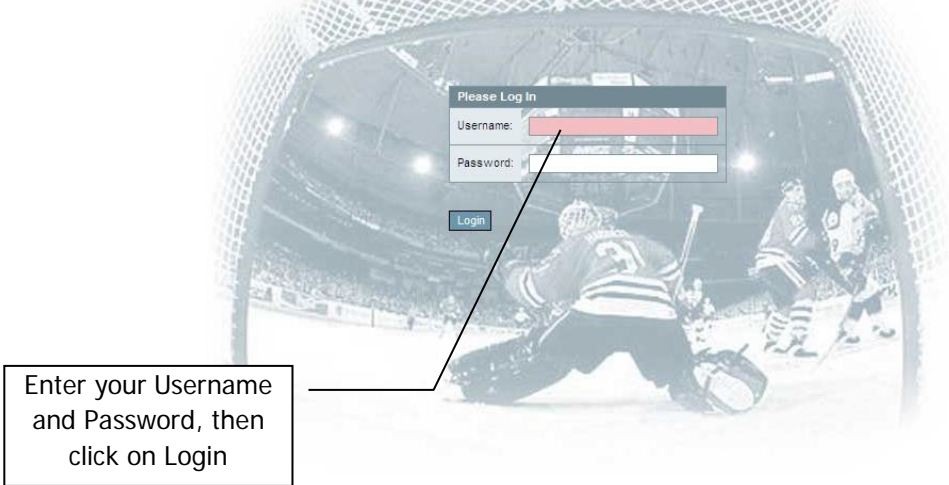 Please Log In
Username:
Password:
Login
Enter your Username
and Password, then
click on Login